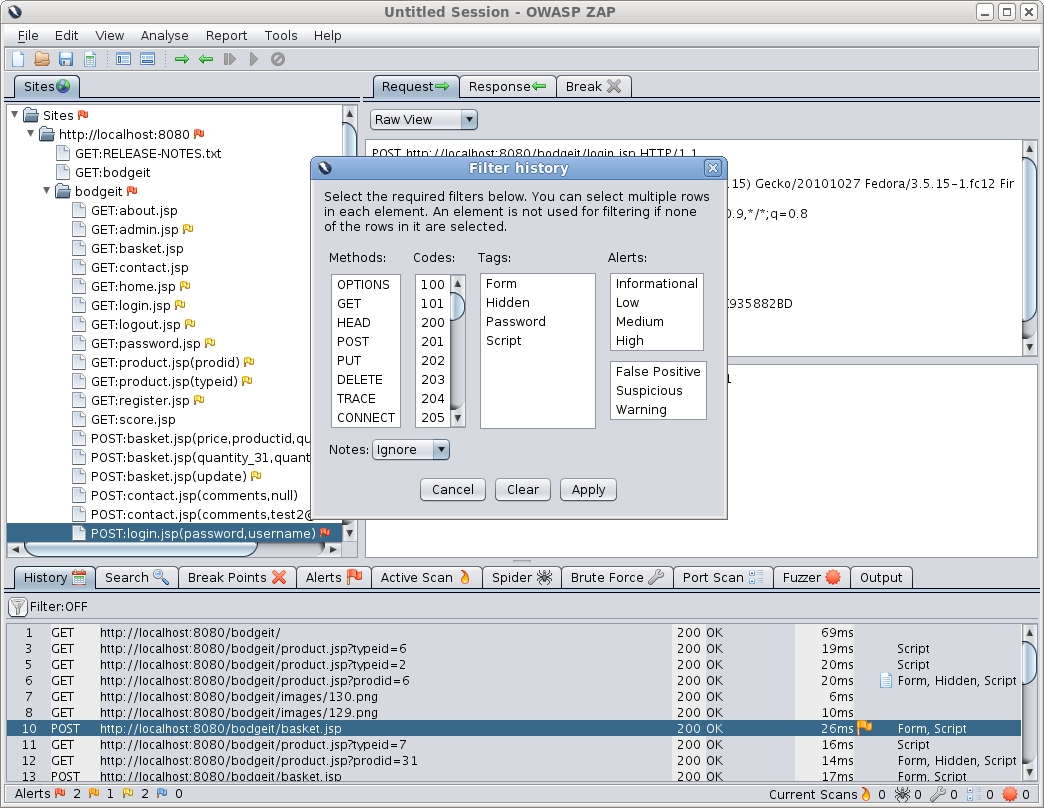 Untitled Session - OWASP ZAP
File Edit View Analyse Report Tools Help
Sites
Request Response Break
Sites
http://localhost:8080
GET:RELEASE-NOTES.txt
GET:bodgeit
bodgeit
GET:about.jsp
GET:admin.jsp
GET:basket.jsp
GET:contact.jsp
GET:home.jsp
GET:login.jsp
GET:logout.jsp
GET:password.jsp
GET:product.jsp(prodid)
GET:product.jsp(typeid)
GET:register.jsp
GET:score.jsp
POST:basket.jsp(price,productid,qu
POST:basket.jsp(quantity_31,quant
POST:basket.jsp(update)
POST:contact.jsp(comments,null)
POST:contact.jsp(comments,test2@
POST:login.jsp(password,username)
Raw View
POST http://localhost:8080/bodgeit/login.jsp HTTP/1.1
15) Gecko/20101027 Fedora/3.5.15-1.fc12 Fir
0.9,*/*;q=0.8
935882BD
Filter history
Select the required filters below. You can select multiple rows
in each element. An element is not used for filtering if none
of the rows in it are selected.
Methods: Codes: Tags: Alerts:
OPTIONS 100 Form Informational
GET 101 Hidden Low
HEAD 200 Password Medium
POST 201 Script High
PUT 202
DELETE 203 False Positive
TRACE 204 Suspicious
CONNECT 205 Warning
Notes: Ignore
Cancel Clear Apply
History Search Break Points Alerts Active Scan Spider Brute Force Port Scan Fuzzer Output
Filter:OFF
1 GET http://localhost:8080/bodgeit/ 200 OK 69ms
3 GET http://localhost:8080/bodgeit/product.jsp?typeid=6 200 OK 19ms Script
5 GET http://localhost:8080/bodgeit/product.jsp?typeid=2 200 OK 20ms Script
6 GET http://localhost:8080/bodgeit/product.jsp?prodid=6 200 OK 20ms Form, Hidden, Script
7 GET http://localhost:8080/bodgeit/images/130.png 200 OK 6ms
8 GET http://localhost:8080/bodgeit/images/129.png 200 OK 10ms
10 POST http://localhost:8080/bodgeit/basket.jsp 200 OK 26ms Form, Script
11 GET http://localhost:8080/bodgeit/product.jsp?typeid=7 200 OK 16ms Script
12 GET http://localhost:8080/bodgeit/product.jsp?prodid=31 200 OK 14ms Form, Hidden, Script
13 POST http://localhost:8080/bodgeit/basket.jsp 200 OK 17ms Form, Script
Alerts 2 1 2 0 Current Scans 0 0 0 0 0